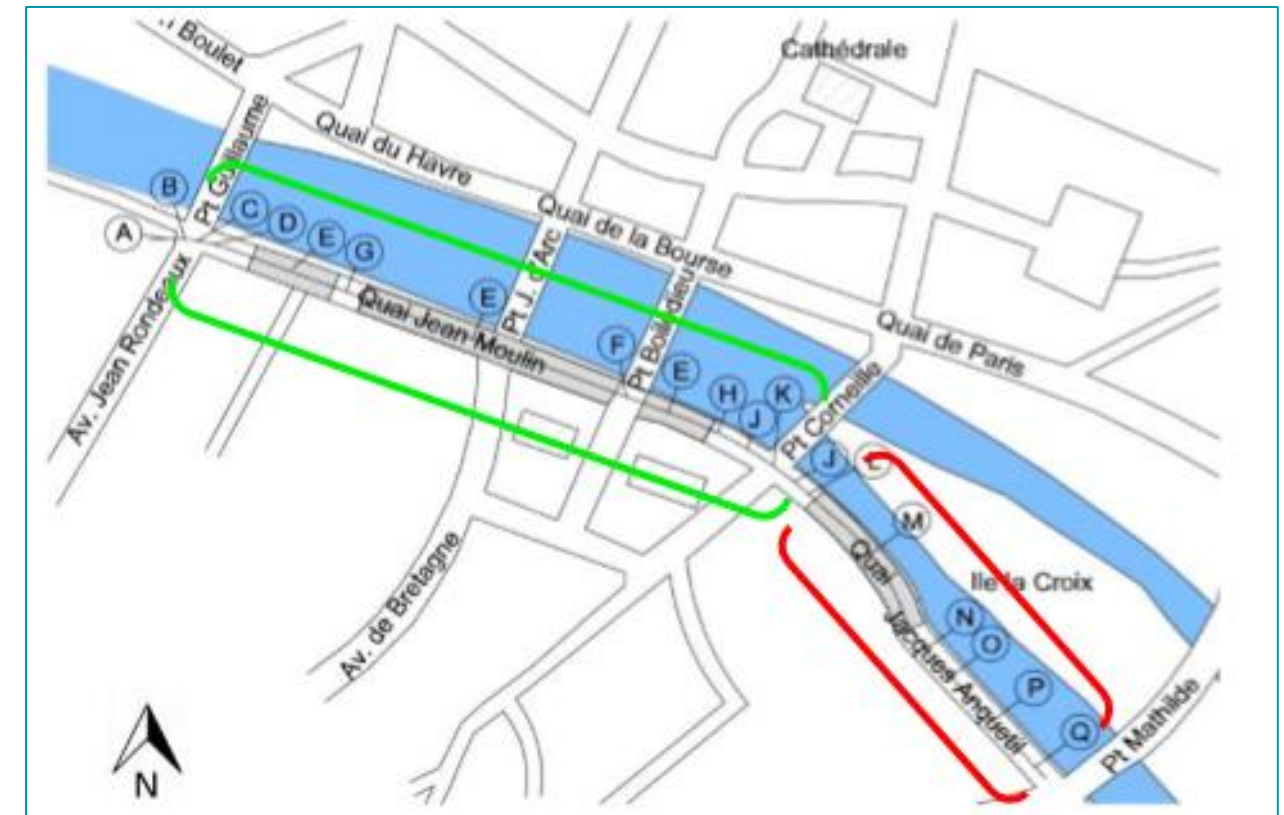 Boulet
Cathédrale
Pt Guillaume
Quai du Havre
B
A
C
D
E
G
Quai de la Bourse
Av. Jean Rondeaux
Quai Jean Moulin
E
Pt J. d'Arc
F
Pt Boildieu
E
H
J
K
Quai de Paris
Pt Corneille
J
L
M
Av. de Bretagne
Quai Jacques Anquetil
Ile la Croix
N
O
P
Q
Pt Mathilde
N